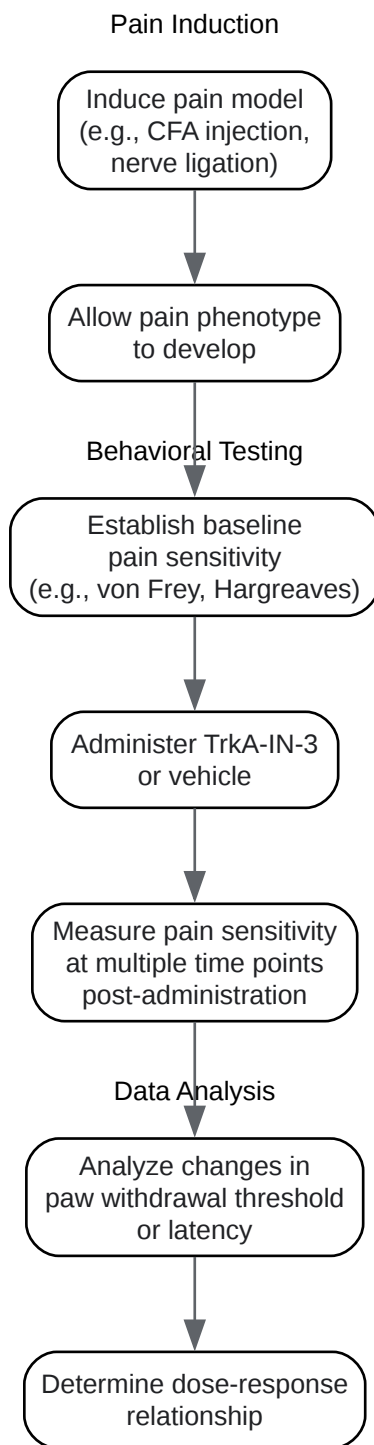 Pain Induction
Induce pain model
(e.g., CFA injection,
nerve ligation)
Allow pain phenotype
to develop
Behavioral Testing
Establish baseline
pain sensitivity
(e.g., von Frey, Hargreaves)
Administer TrkA-IN-3
or vehicle
Measure pain sensitivity
at multiple time points
post-administration
Data Analysis
Analyze changes in
paw withdrawal threshold
or latency
Determine dose-response
relationship